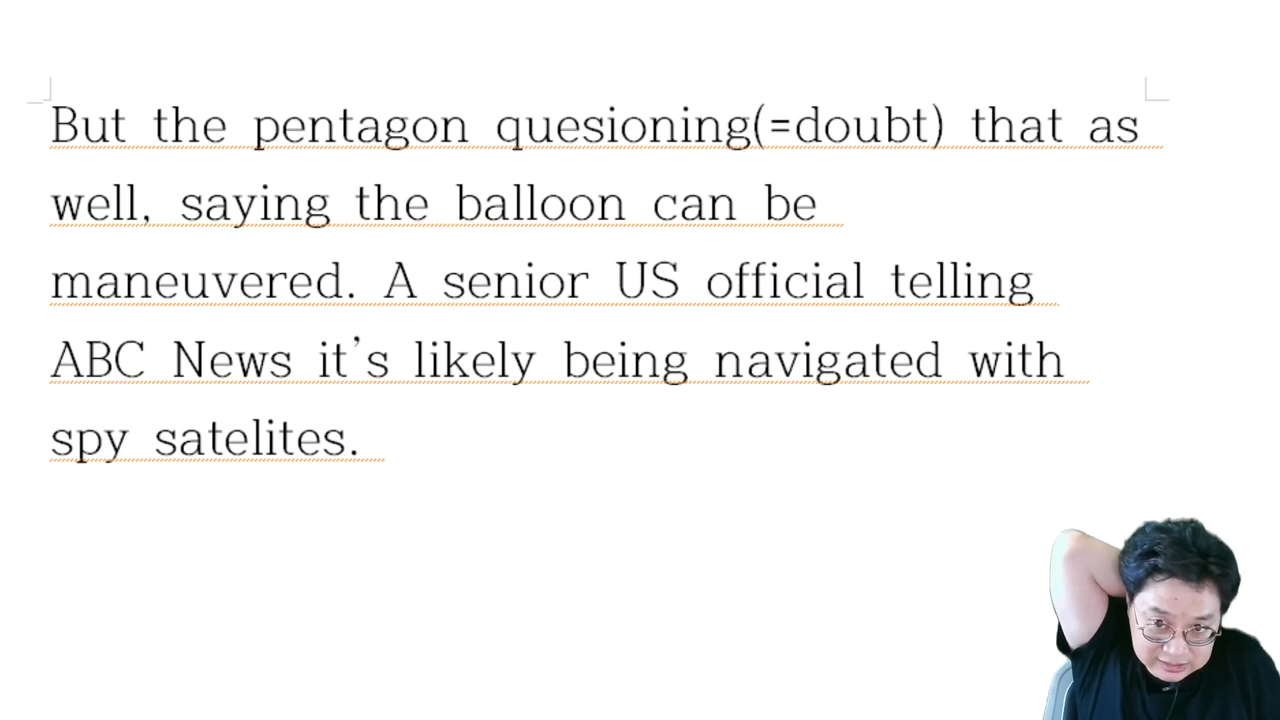 But the pentagon quesioning(=doubt) that as
well, saying the balloon can be
maneuvered. A senior US official telling
ABC News it's likely being navigated with
spy satelites.